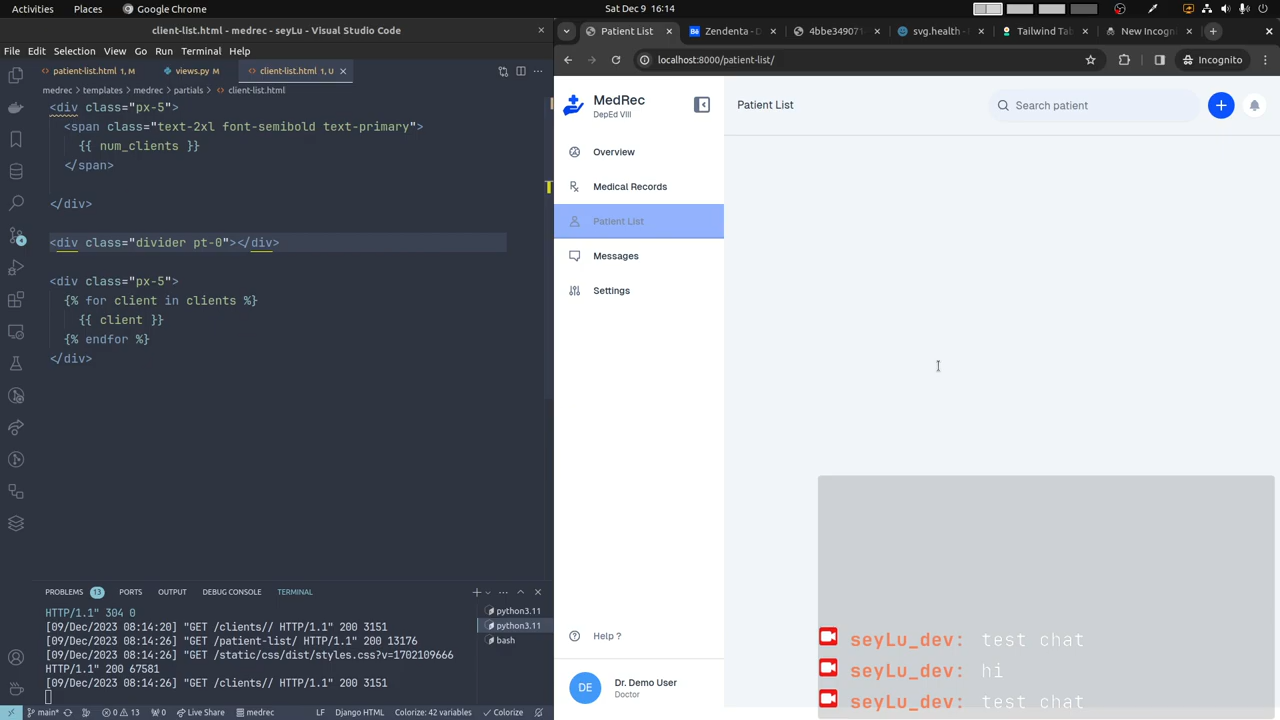 Activities Places Google Chrome Sat Dec 9 16:14
client-list.html - medrec - seyLu - Visual Studio Code
File Edit Selection View Go Run Terminal Help
patient-list.html 1, M views.py M client-list.html 1, U
medrec > templates > medrec > partials > client-list.html
<div class="px-5">
<span class="text-2xl font-semibold text-primary">
{{ num_clients }}
</span>
</div>
<div class="divider pt-0"></div>
<div class="px-5">
{% for client in clients %}
{{ client }}
{% endfor %}
</div>
PROBLEMS 13 PORTS OUTPUT DEBUG CONSOLE TERMINAL
HTTP/1.1" 304 0
[09/Dec/2023 08:14:20] "GET /clients// HTTP/1.1" 200 3151
[09/Dec/2023 08:14:26] "GET /patient-list/ HTTP/1.1" 200 13176
[09/Dec/2023 08:14:26] "GET /static/css/dist/styles.css?v=1702109666
HTTP/1.1" 200 67581
[09/Dec/2023 08:14:26] "GET /clients// HTTP/1.1" 200 3151
python3.11
python3.11
bash
main* 0 13 0 Live Share medrec LF Django HTML Colorize: 42 variables Colorize
Patient List Zendenta - D 4bbe349071 svg.health - Tailwind Tab New Incogni
localhost:8000/patient-list/ Incognito
MedRec
DepEd VIII
Overview
Medical Records
Patient List
Messages
Settings
Help ?
DE
Dr. Demo User
Doctor
Patient List Search patient
seyLu_dev: test chat
seyLu_dev: hi
seyLu_dev: test chat